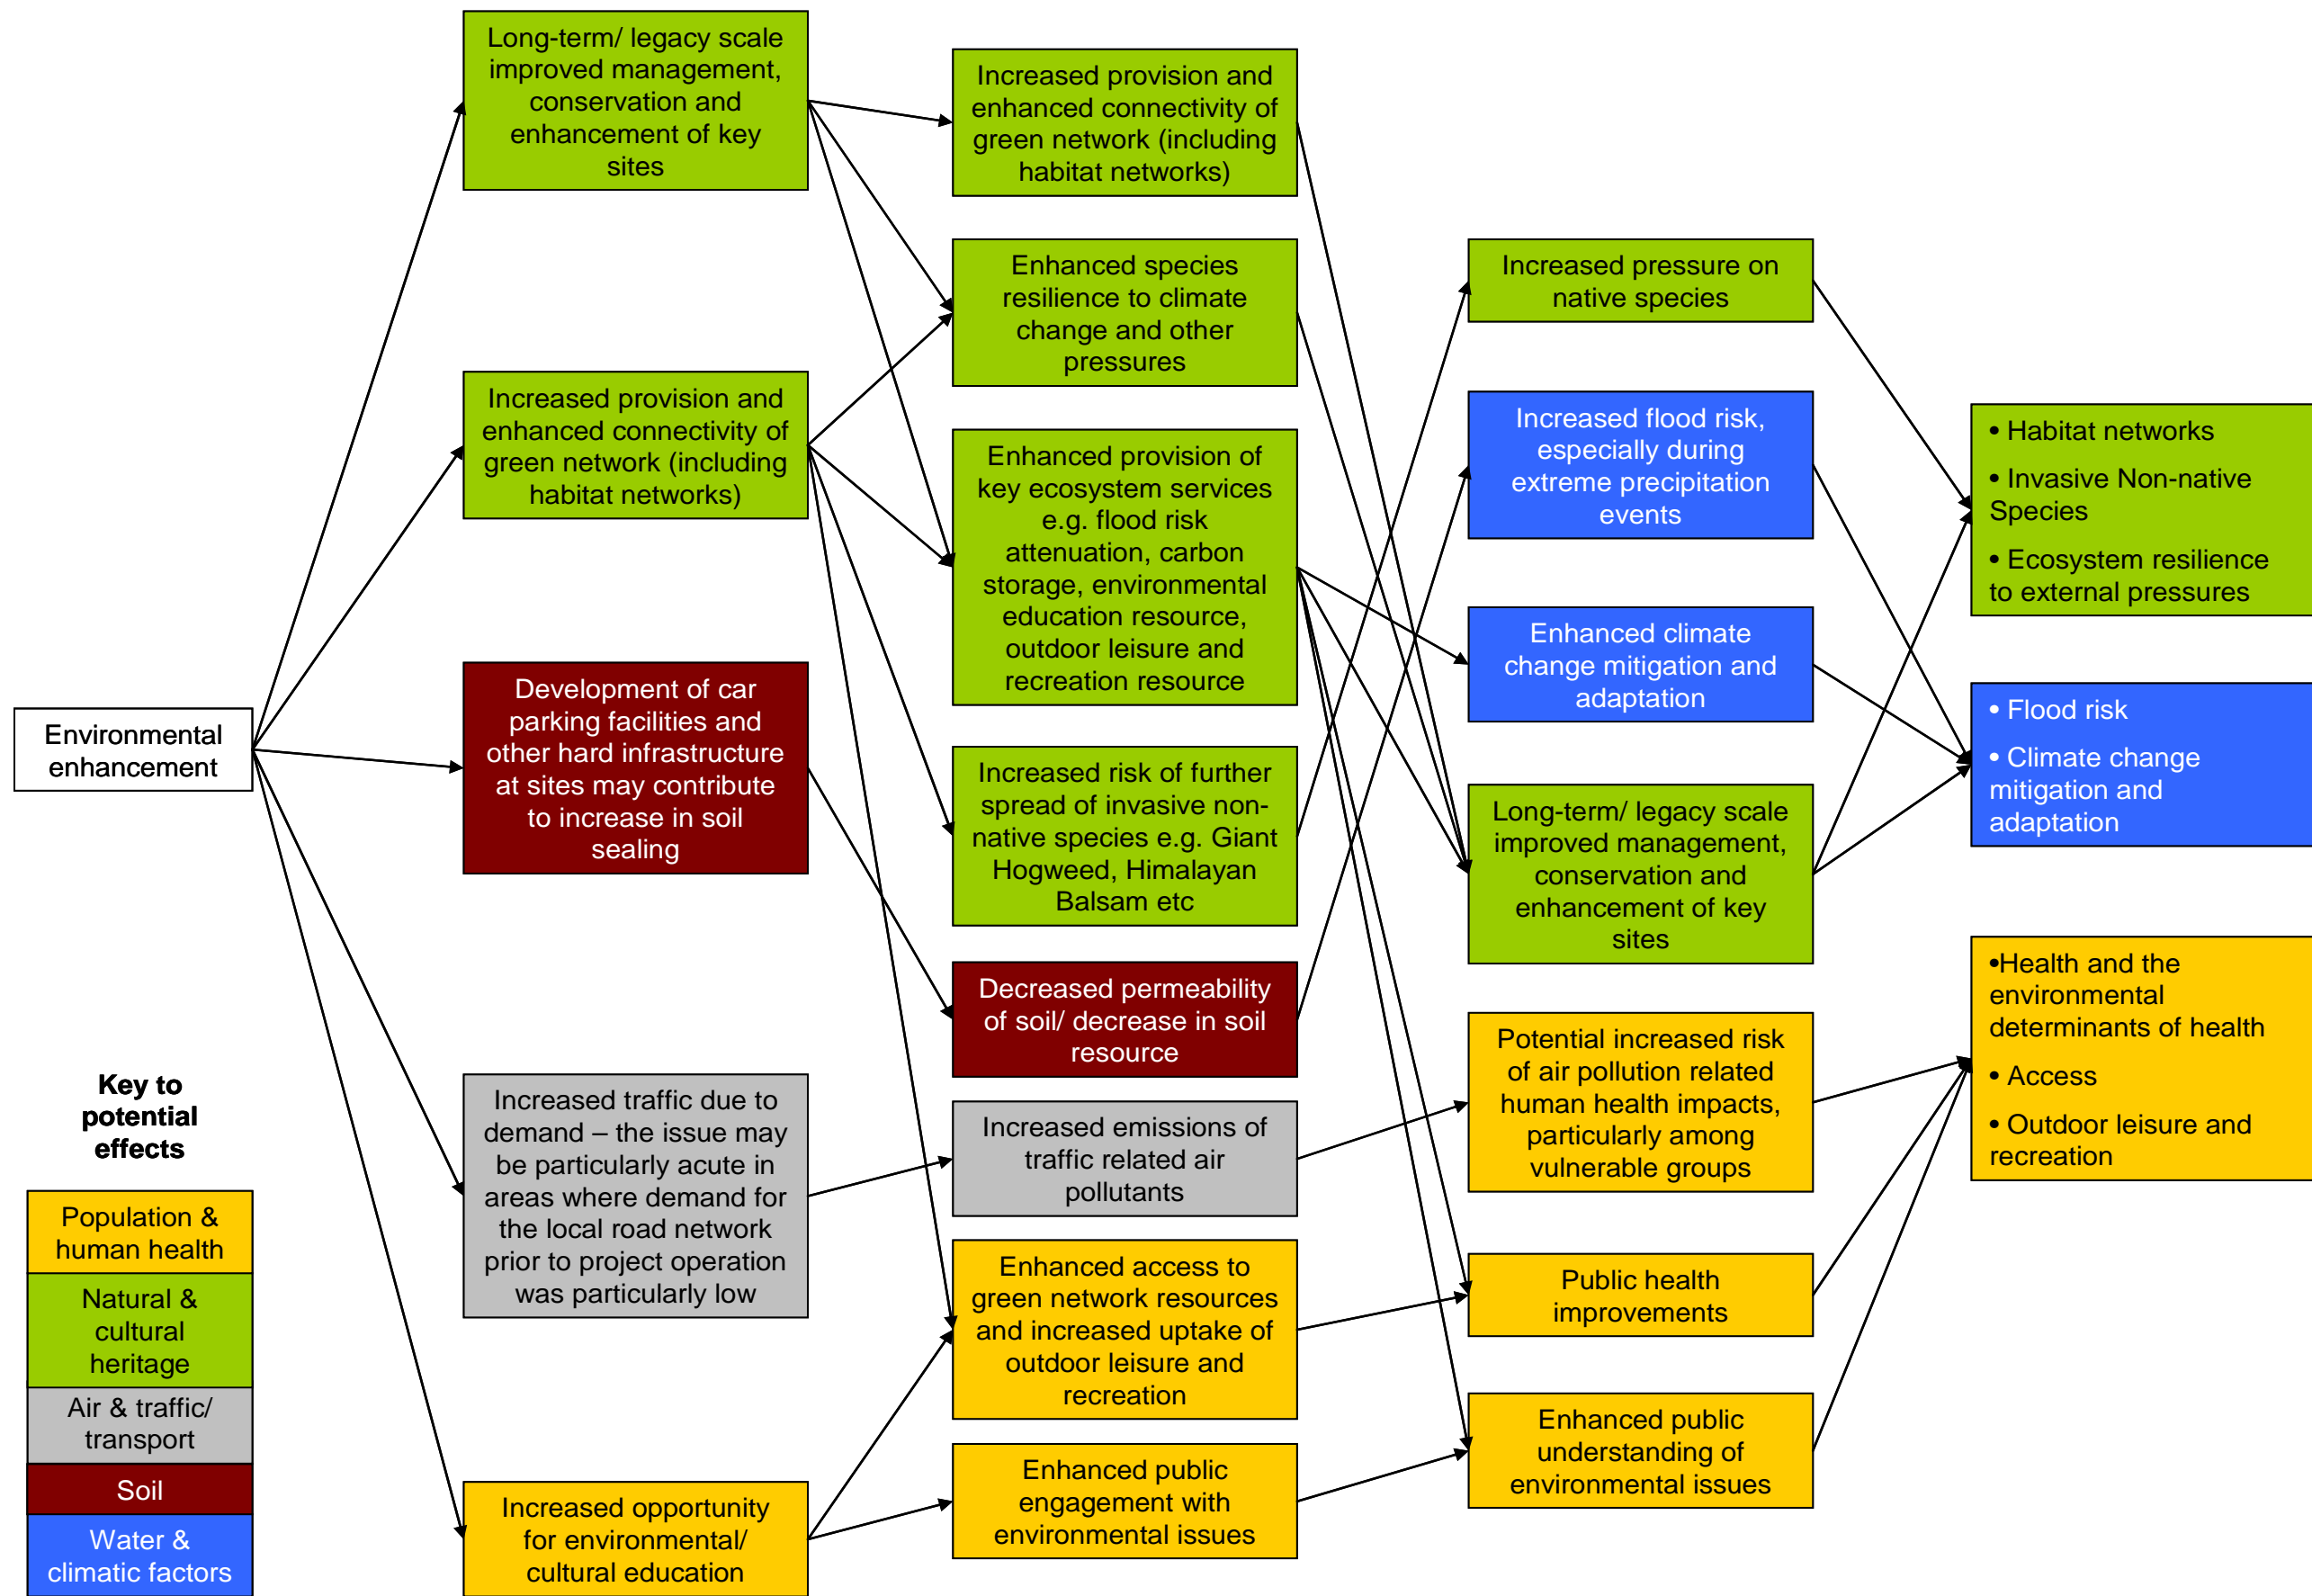 Long-term/ legacy scale
improved management,
conservation and
enhancement of key
sites
Increased provision and
enhanced connectivity of
green network (including
habitat networks)
Development of car
parking facilities and
other hard infrastructure
at sites may contribute
to increase in soil
sealing
Increased traffic due to
demand – the issue may
be particularly acute in
areas where demand for
the local road network
prior to project operation
was particularly low
Increased opportunity
for environmental/
cultural education
Environmental
enhancement
Key to
potential
effects
Population &
human health
Natural &
cultural
heritage
Air & traffic/
transport
Soil
Water &
climatic factors
Increased provision and
enhanced connectivity of
green network (including
habitat networks)
Enhanced species
resilience to climate
change and other
pressures
Enhanced provision of
key ecosystem services
e.g. flood risk
attenuation, carbon
storage, environmental
education resource,
outdoor leisure and
recreation resource
Increased risk of further
spread of invasive non-
native species e.g. Giant
Hogweed, Himalayan
Balsam etc
Decreased permeability
of soil/ decrease in soil
resource
Increased emissions of
traffic related air
pollutants
Enhanced access to
green network resources
and increased uptake of
outdoor leisure and
recreation
Enhanced public
engagement with
environmental issues
Increased pressure on
native species
Increased flood risk,
especially during
extreme precipitation
events
Enhanced climate
change mitigation and
adaptation
Long-term/ legacy scale
improved management,
conservation and
enhancement of key
sites
Potential increased risk
of air pollution related
human health impacts,
particularly among
vulnerable groups
Public health
improvements
Enhanced public
understanding of
environmental issues
• Habitat networks
• Invasive Non-native
Species
• Ecosystem resilience
to external pressures
• Flood risk
• Climate change
mitigation and
adaptation
•Health and the
environmental
determinants of health
• Access
• Outdoor leisure and
recreation